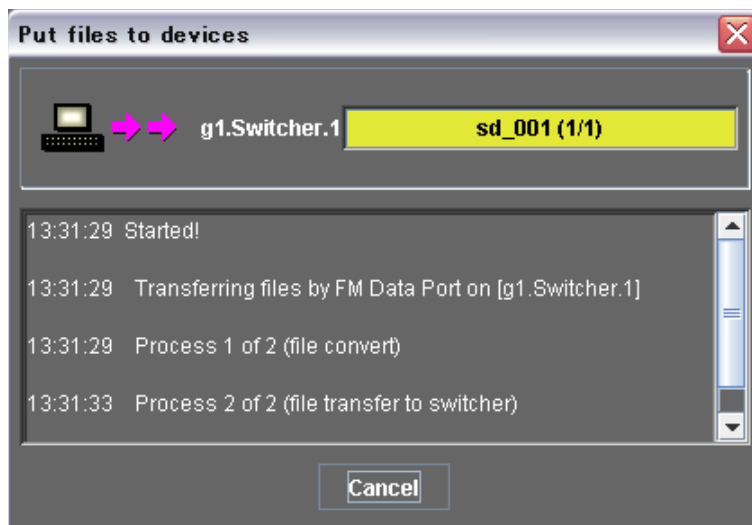 Put files to devices
g1.Switcher.1 sd_001 (1/1)
13:31:29 Started!
13:31:29 Transferring files by FM Data Port on [g1.Switcher.1]
13:31:29 Process 1 of 2 (file convert)
13:31:33 Process 2 of 2 (file transfer to switcher)
Cancel